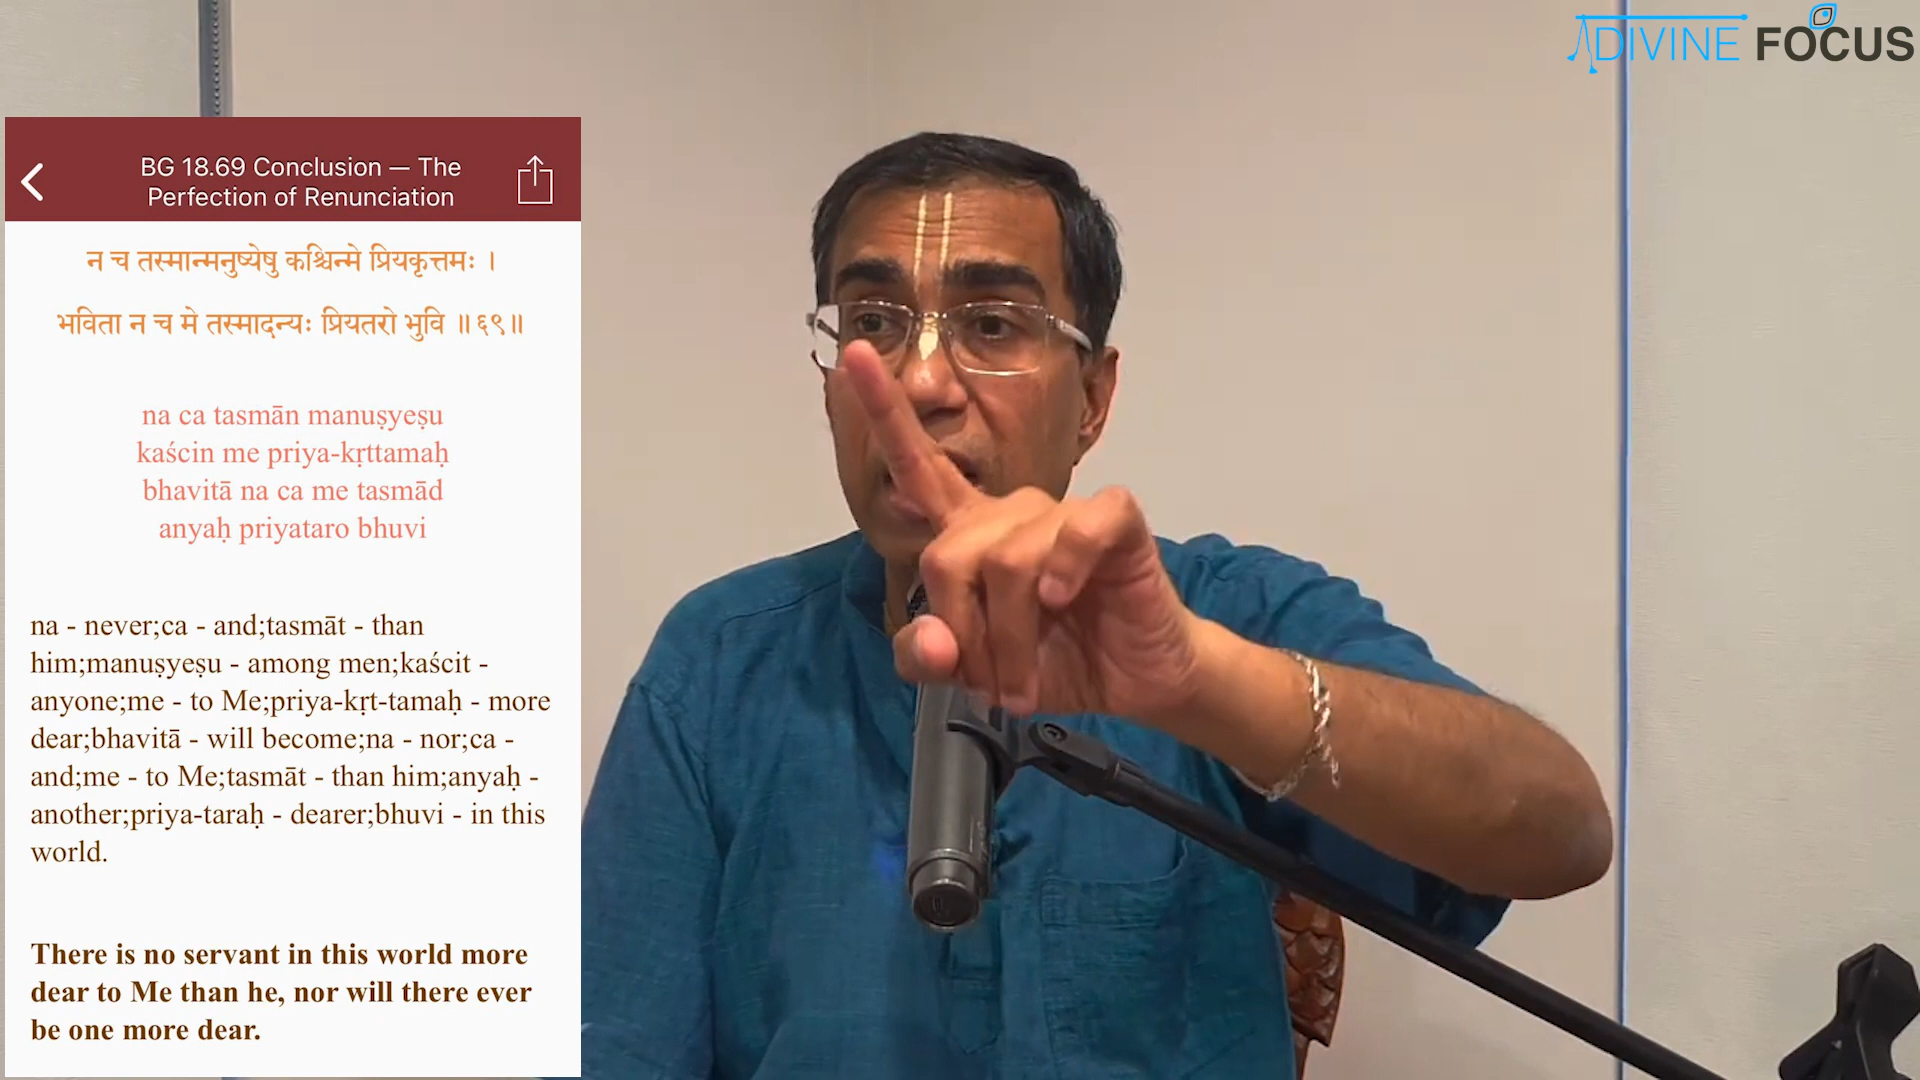 DIVINE FOCUS
BG 18.69 Conclusion — The
Perfection of Renunciation
न च तस्मान्मनुष्येषु कश्चिन्मे प्रियकृत्तमः ।
भविता न च मे तस्मादन्यः प्रियतरो भुवि ॥ ६९॥
na ca tasmān manuṣyeṣu
kaścin me priya-kṛttamaḥ
bhavitā na ca me tasmād
anyaḥ priyataro bhuvi
na - never;ca - and;tasmāt - than
him;manuṣyeṣu - among men;kaścit -
anyone;me - to Me;priya-kṛt-tamaḥ - more
dear;bhavitā - will become;na - nor;ca -
and;me - to Me;tasmāt - than him;anyaḥ -
another;priya-taraḥ - dearer;bhuvi - in this
world.
There is no servant in this world more
dear to Me than he, nor will there ever
be one more dear.